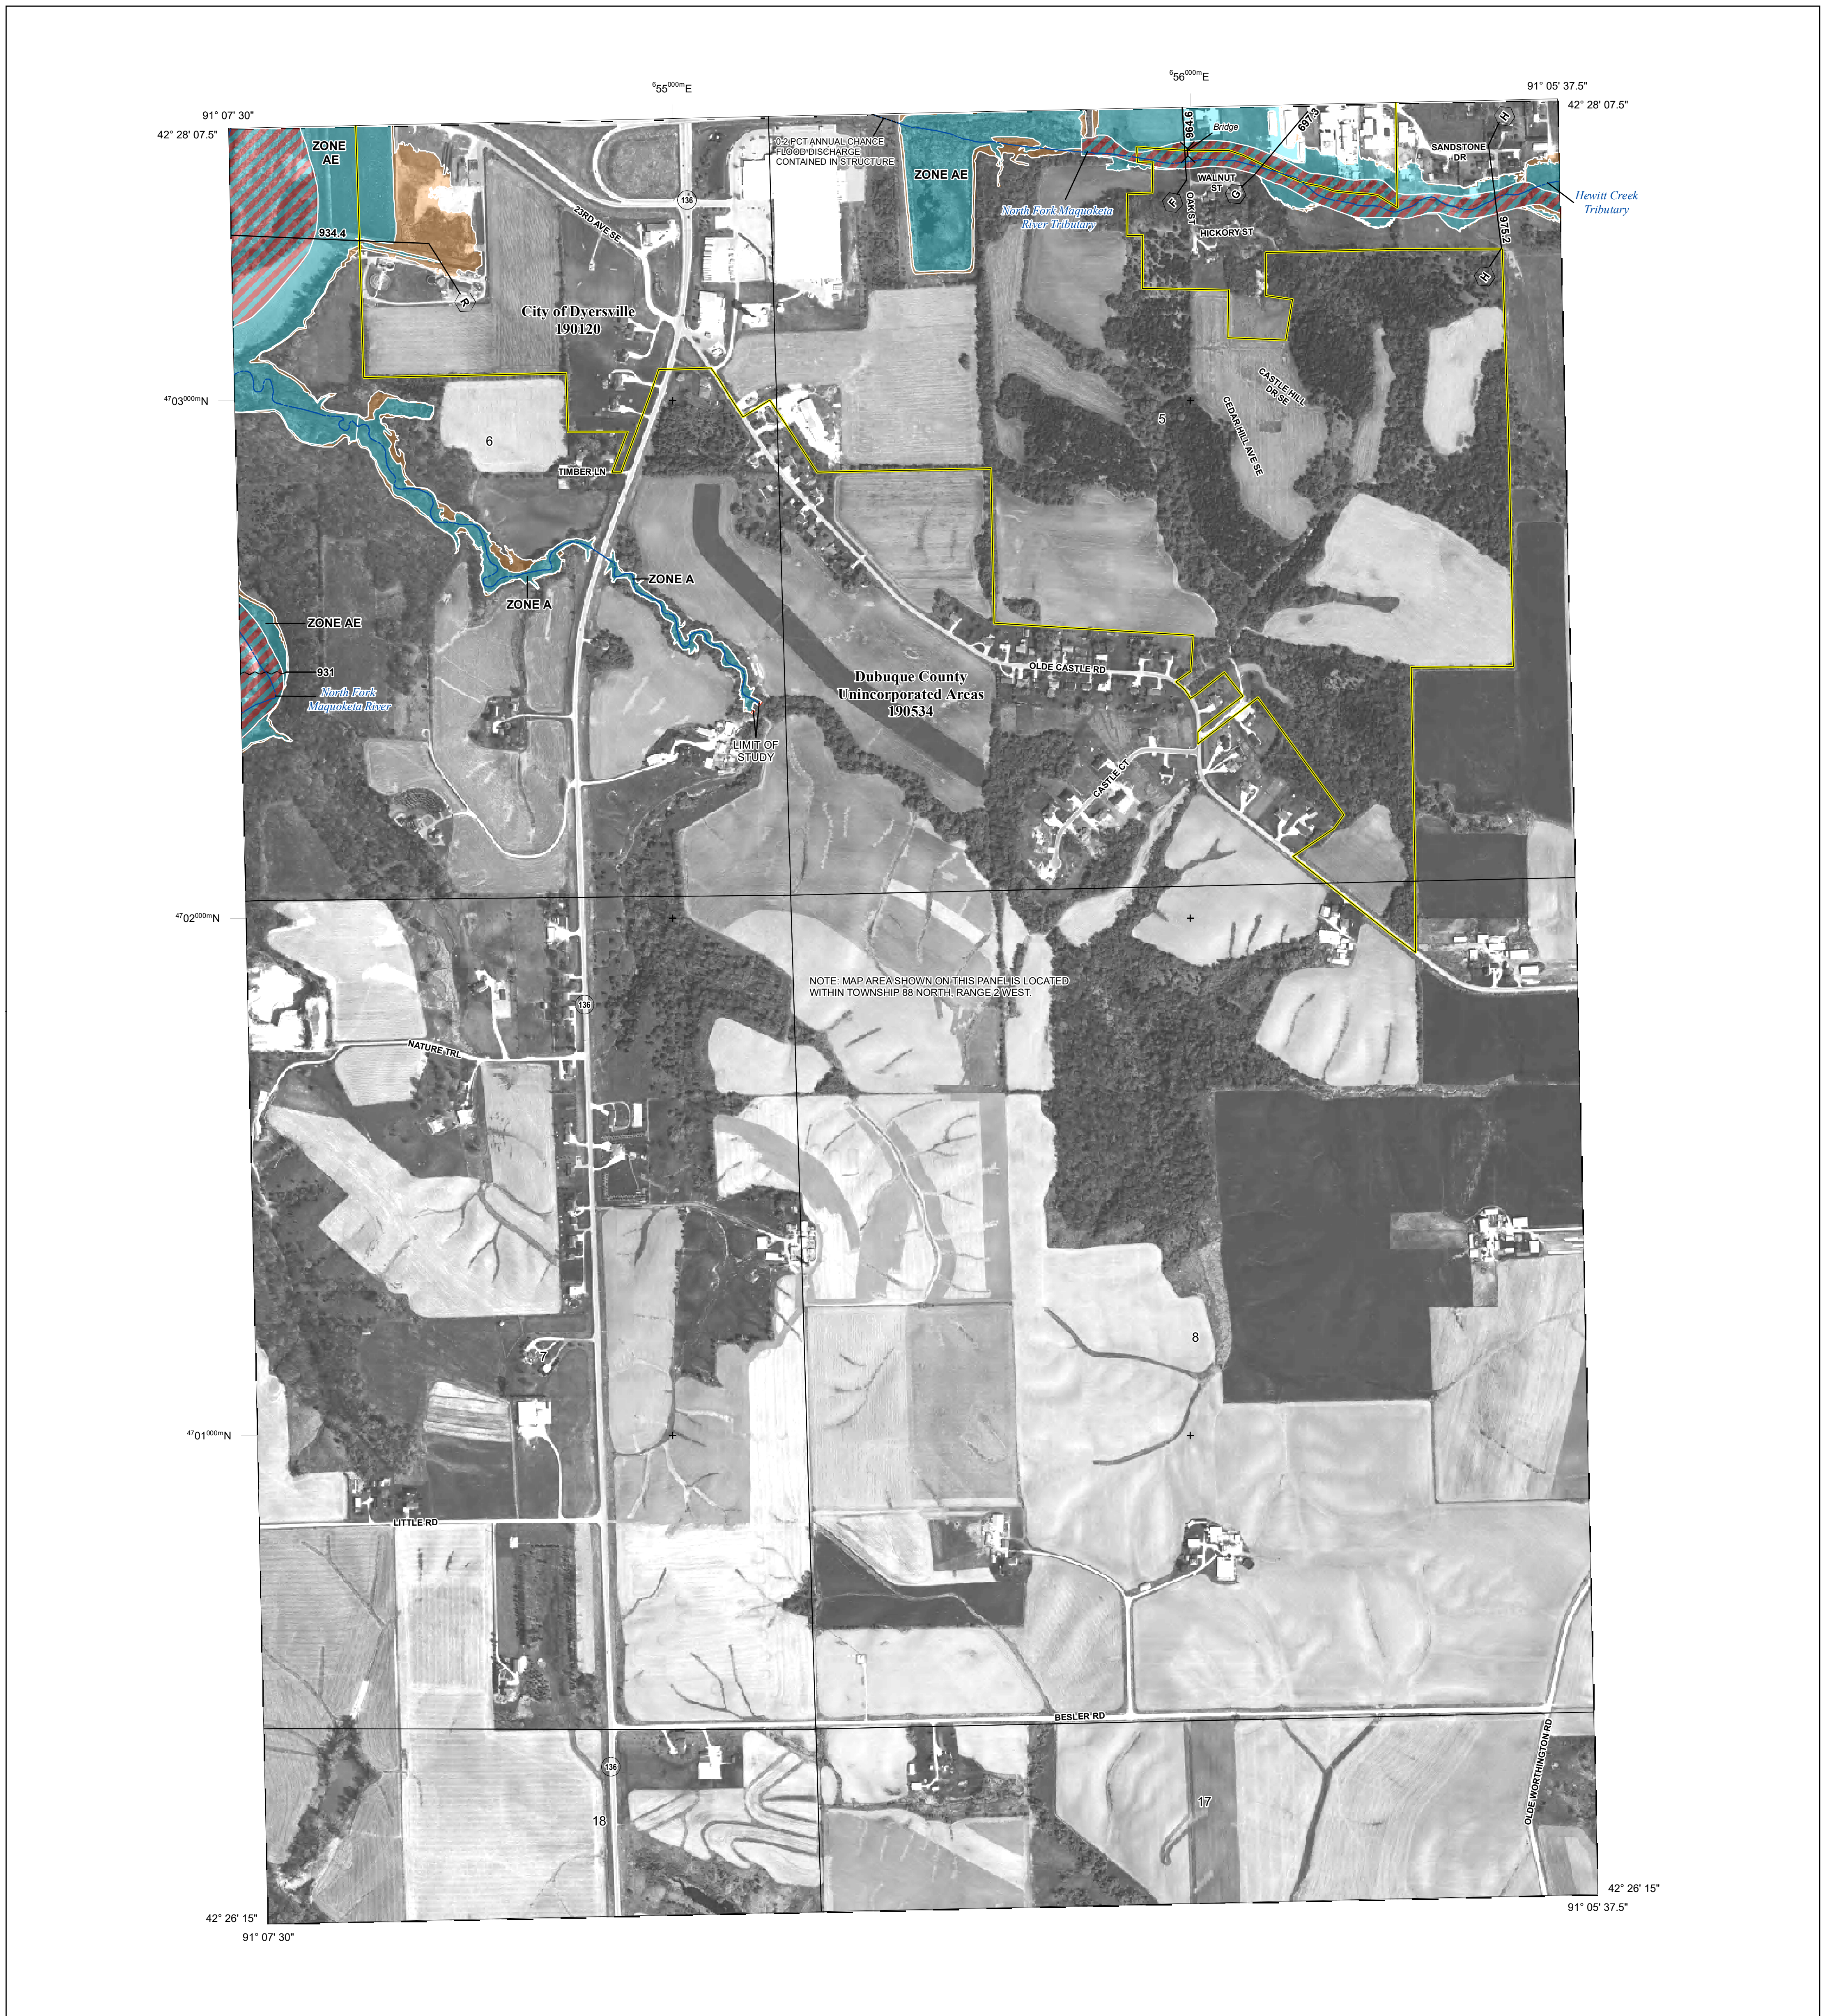 655000mE
656000mE
91° 07' 30"
91° 05' 37.5"
42° 28' 07.5"
42° 28' 07.5"
ZONE
AE
0.2 PCT ANNUAL CHANCE
FLOOD DISCHARGE
CONTAINED IN STRUCTURE
964.6
Bridge
697.3
H
SANDSTONE
DR
ZONE AE
WALNUT
ST
136
F
G
OAK ST
Hewitt Creek
Tributary
23RD AVE SE
North Fork Maquoketa
River Tributary
HICKORY ST
934.4
975.2
H
R
City of Dyersville
190120
CASTLE HILL
DR SE
4703000mN
CEDAR HILL AVE SE
5
6
TIMBER LN
ZONE A
ZONE A
ZONE AE
931
OLDE CASTLE RD
North Fork
Maquoketa River
Dubuque County
Unincorporated Areas
190534
LIMIT OF
STUDY
CASTLE CT
4702000mN
NOTE: MAP AREA SHOWN ON THIS PANEL IS LOCATED
WITHIN TOWNSHIP 88 NORTH, RANGE 2 WEST.
136
NATURE TRL
8
7
4701000mN
LITTLE RD
BESLER RD
OLDE WORTHINGTON RD
136
17
18
42° 26' 15"
42° 26' 15"
91° 05' 37.5"
91° 07' 30"